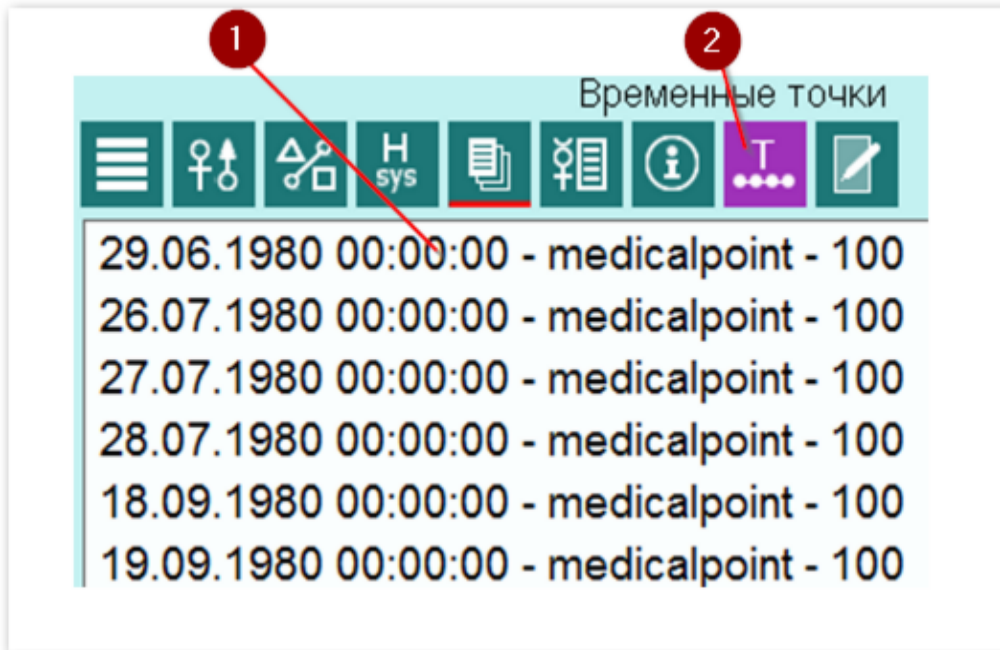 1
2
Временные точки
H
sys
T
29.06.1980 00:00:00 - medicalpoint - 100
26.07.1980 00:00:00 - medicalpoint - 100
27.07.1980 00:00:00 - medicalpoint - 100
28.07.1980 00:00:00 - medicalpoint - 100
18.09.1980 00:00:00 - medicalpoint - 100
19.09.1980 00:00:00 - medicalpoint - 100